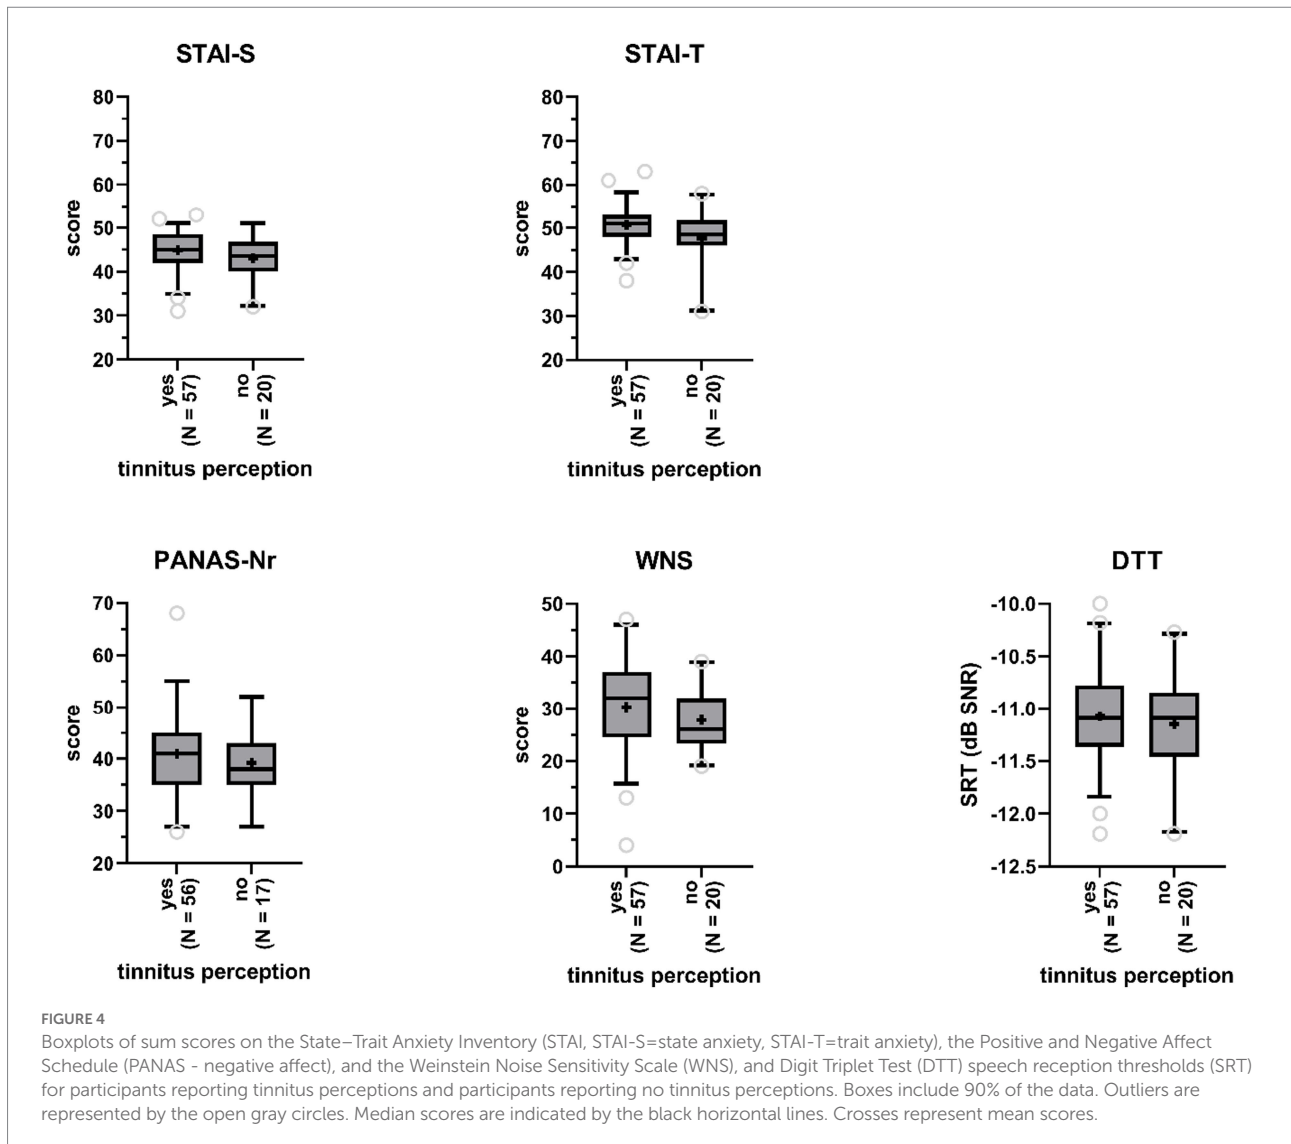 STAI-S
STAI-T
80
70
60
50
40
30
20
score
yes
(N = 57)
no
(N = 20)
tinnitus perception
80
70
60
50
40
30
20
score
yes
(N = 57)
no
(N = 20)
tinnitus perception
PANAS-Nr
WNS
DTT
70
60
50
40
30
20
score
yes
(N = 56)
no
(N = 17)
tinnitus perception
50
40
30
20
10
0
score
yes
(N = 57)
no
(N = 20)
tinnitus perception
-10.0
-10.5
-11.0
-11.5
-12.0
-12.5
SRT (dB SNR)
yes
(N = 57)
no
(N = 20)
tinnitus perception
FIGURE 4
Boxplots of sum scores on the State–Trait Anxiety Inventory (STAI, STAI-S=state anxiety, STAI-T=trait anxiety), the Positive and Negative Affect
Schedule (PANAS - negative affect), and the Weinstein Noise Sensitivity Scale (WNS), and Digit Triplet Test (DTT) speech reception thresholds (SRT)
for participants reporting tinnitus perceptions and participants reporting no tinnitus perceptions. Boxes include 90% of the data. Outliers are
represented by the open gray circles. Median scores are indicated by the black horizontal lines. Crosses represent mean scores.